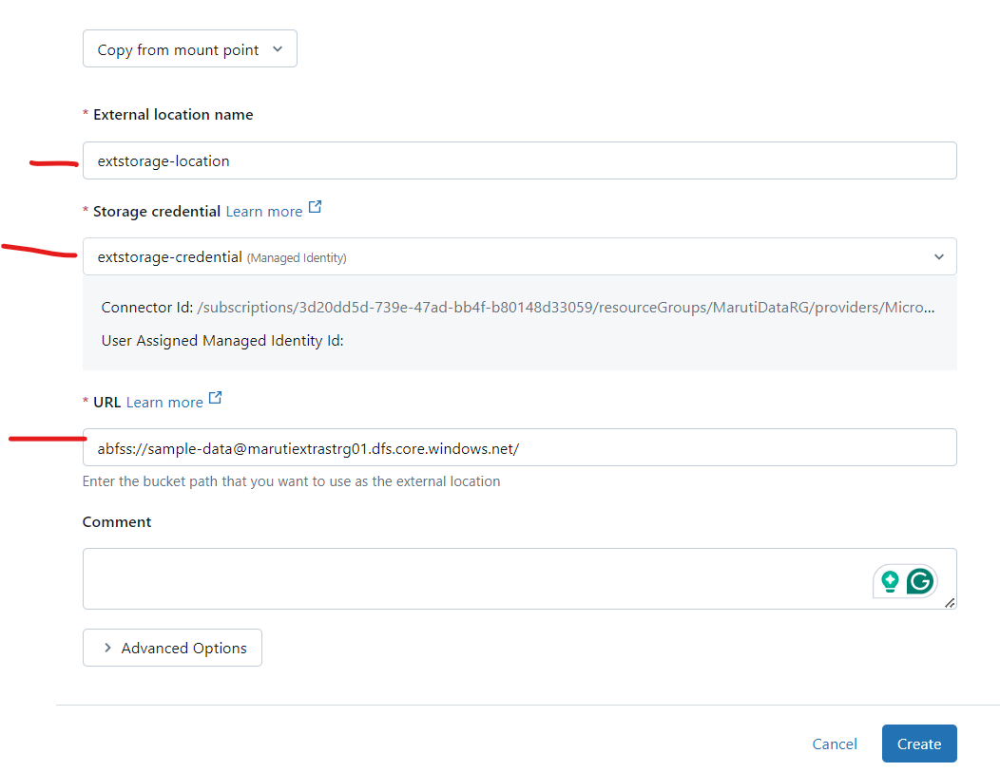 Copy from mount point
* External location name
extstorage-location
* Storage credential Learn more
extstorage-credential (Managed Identity)
Connector Id: /subscriptions/3d20dd5d-739e-47ad-bb4f-b80148d33059/resourceGroups/MarutiDataRG/providers/Micro...
User Assigned Managed Identity Id:
* URL Learn more
abfss://sample-data@marutiextrastrg01.dfs.core.windows.net/
Enter the bucket path that you want to use as the external location
Comment
Advanced Options
Cancel Create